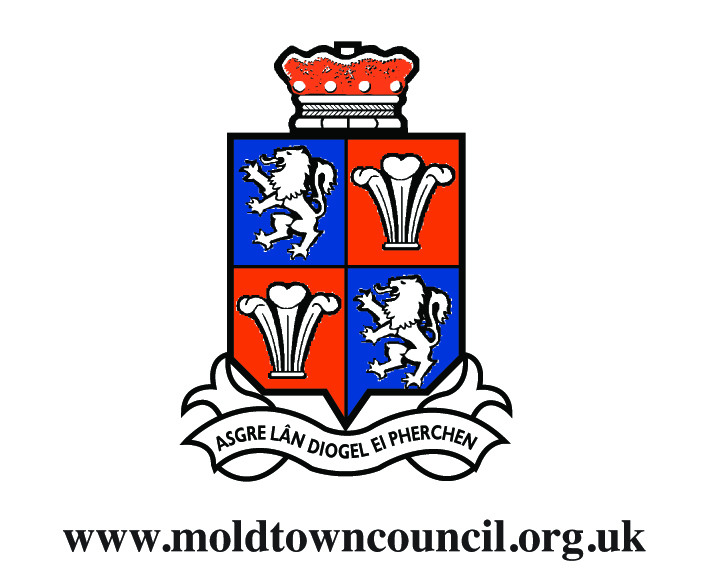 ASGRE LÂN DIOGEL EI PHERCHEN
www.moldtowncouncil.org.uk